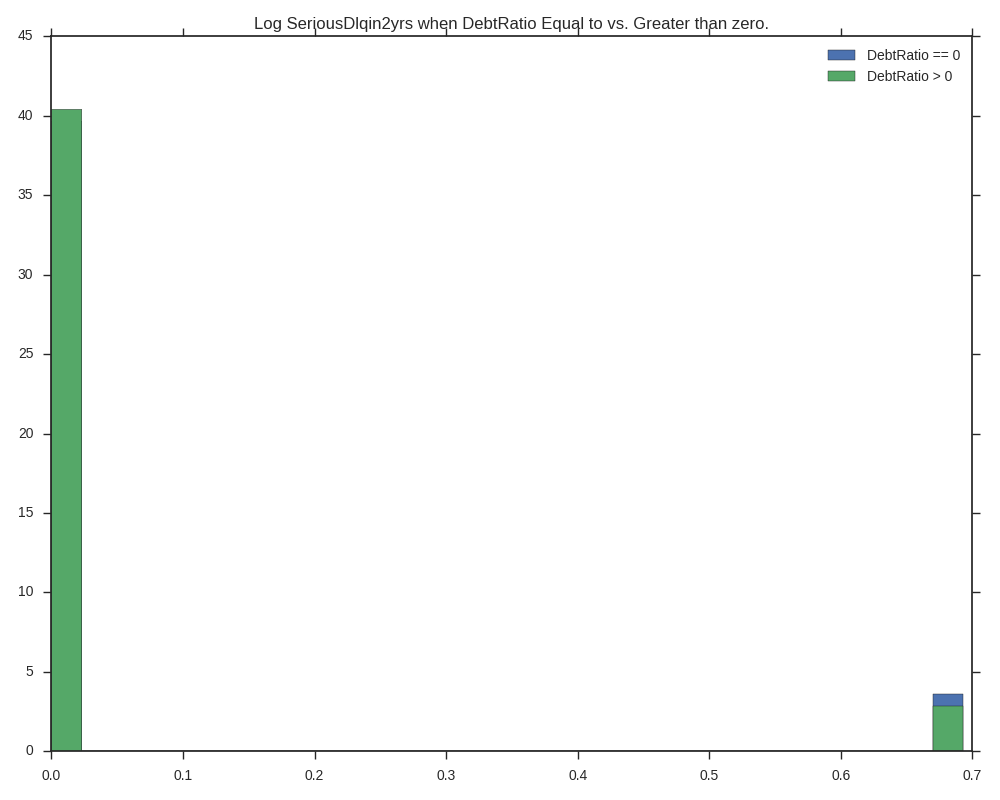 Log SeriousDlqin2yrs when DebtRatio Equal to vs. Greater than zero.
DebtRatio == 0
DebtRatio > 0
45
40
35
30
25
20
15
10
5
0
0.0 0.1 0.2 0.3 0.4 0.5 0.6 0.7